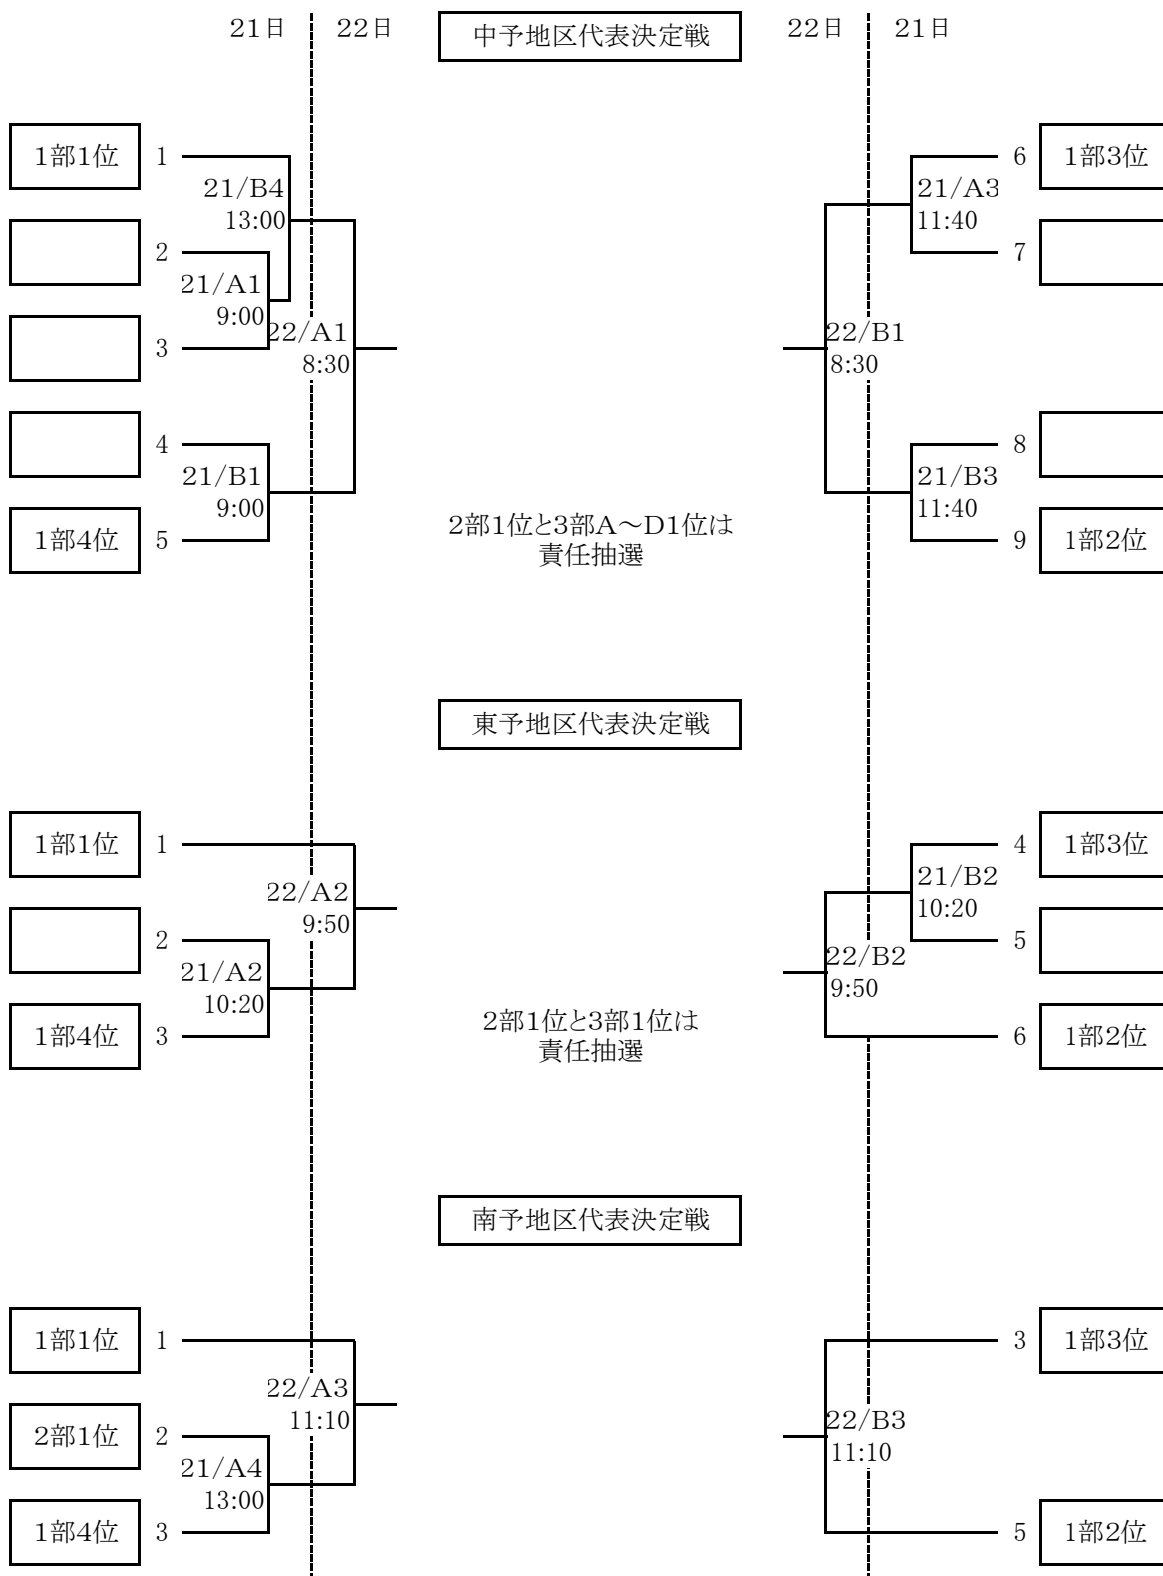 21日 22日 中予地区代表決定戦 22日 21日
1部1位 1 6 1部3位
21/B4 21/A3
13:00 11:40
2 7
21/A1
9:00
22/A1 22/B1
3
8:30 8:30
4 8
21/B1 21/B3
9:00 11:40
2部1位と3部A～D1位は
1部4位 5 9 1部2位
責任抽選
東予地区代表決定戦
1部1位 1 4 1部3位
22/A2 21/B2
9:50 10:20
2 5
22/B2
21/A2
9:50
10:20
2部1位と3部1位は
1部4位 3 6 1部2位
責任抽選
南予地区代表決定戦
1部1位 1 3 1部3位
22/A3
11:10 22/B3
2部1位 2
11:10
21/A4
13:00
1部4位 3 5 1部2位